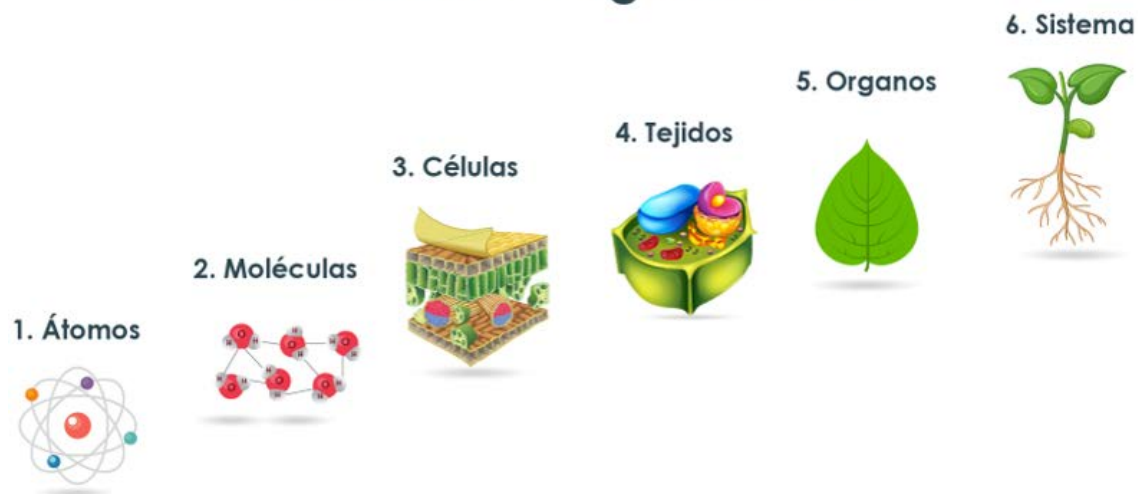 1. Átomos
2. Moléculas
3. Células
4. Tejidos
5. Organos
6. Sistema